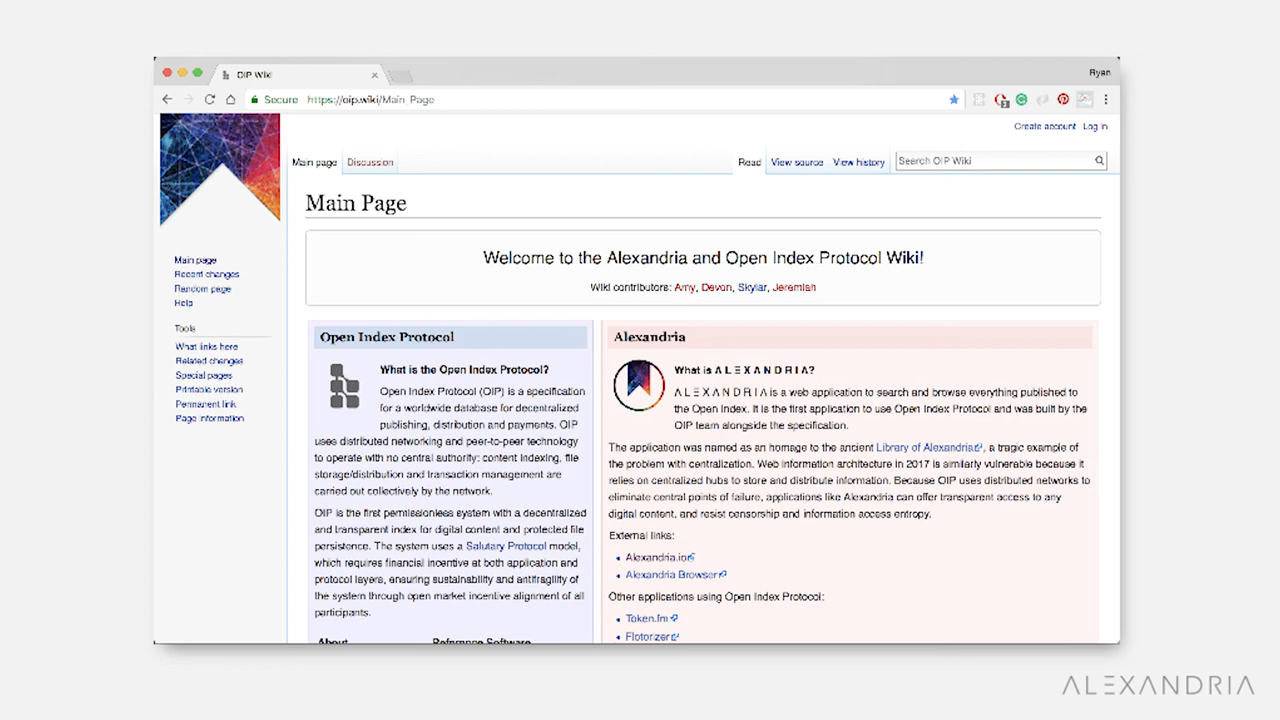 OIP Wiki
Ryan
Secure https://oip.wiki/Main_Page
Create account Log in
Main page Discussion
Read View source View history Search OIP Wiki
Main Page
Welcome to the Alexandria and Open Index Protocol Wiki!
Wiki contributors: Amy, Devon, Skylar, Jeremiah
Main page
Recent changes
Random page
Help
Tools
What links here
Related changes
Special pages
Printable version
Permanent link
Page information
Open Index Protocol
What is the Open Index Protocol?
Open Index Protocol (OIP) is a specification
for a worldwide database for decentralized
publishing, distribution and payments. OIP
uses distributed networking and peer-to-peer technology
to operate with no central authority: content indexing, file
storage/distribution and transaction management are
carried out collectively by the network.
OIP is the first permissionless system with a decentralized
and transparent index for digital content and protected file
persistence. The system uses a Salutary Protocol model,
which requires financial incentive at both application and
protocol layers, ensuring sustainability and antifragility of
the system through open market incentive alignment of all
participants.
About Reference Software
Alexandria
What is A L E X A N D R I A?
A L E X A N D R I A is a web application to search and browse everything published to
the Open Index. It is the first application to use Open Index Protocol and was built by the
OIP team alongside the specification.
The application was named as an homage to the ancient Library of Alexandria, a tragic example of
the problem with centralization. Web information architecture in 2017 is similarly vulnerable because it
relies on centralized hubs to store and distribute information. Because OIP uses distributed networks to
eliminate central points of failure, applications like Alexandria can offer transparent access to any
digital content, and resist censorship and information access entropy.
External links:
Alexandria.io
Alexandria Browser
Other applications using Open Index Protocol:
Token.fm
Flotorizer
ALEXANDRIA